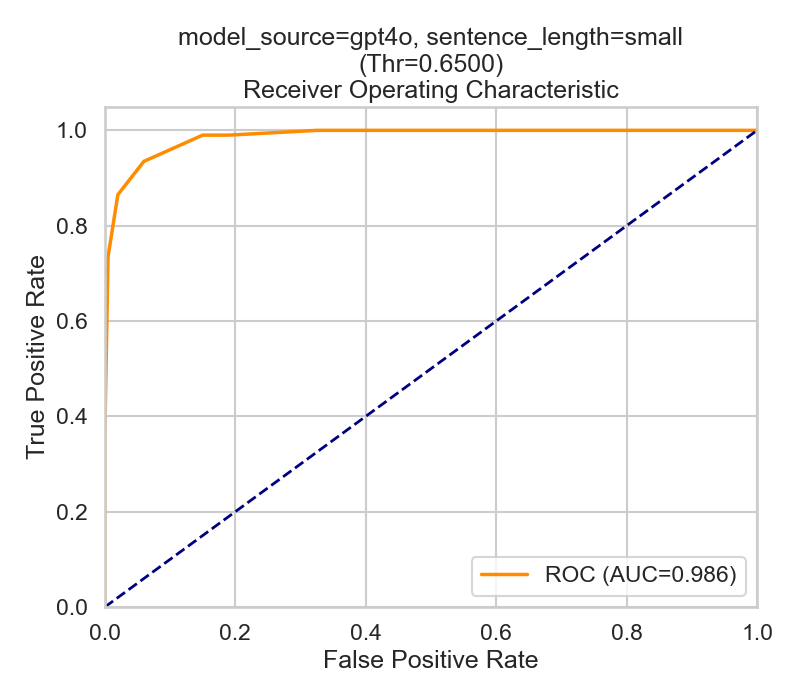 model_source=gpt4o, sentence_length=small
(Thr=0.6500)
Receiver Operating Characteristic
1.0
0.8
0.6
0.4
0.2
0.0
True Positive Rate
ROC (AUC=0.986)
0.0 0.2 0.4 0.6 0.8 1.0
False Positive Rate